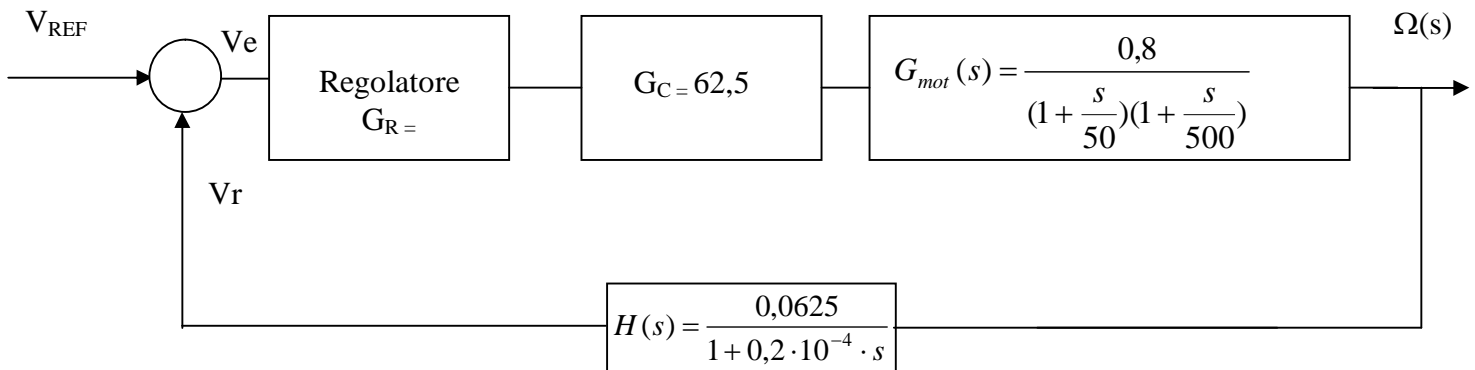 V_REF
Ve
Ω(s)
Regolatore
G_R =
G_C = 62,5
G_mot(s) = 0,8 / ((1 + s/50)(1 + s/500))
Vr
H(s) = 0,0625 / (1 + 0,2 · 10^-4 · s)